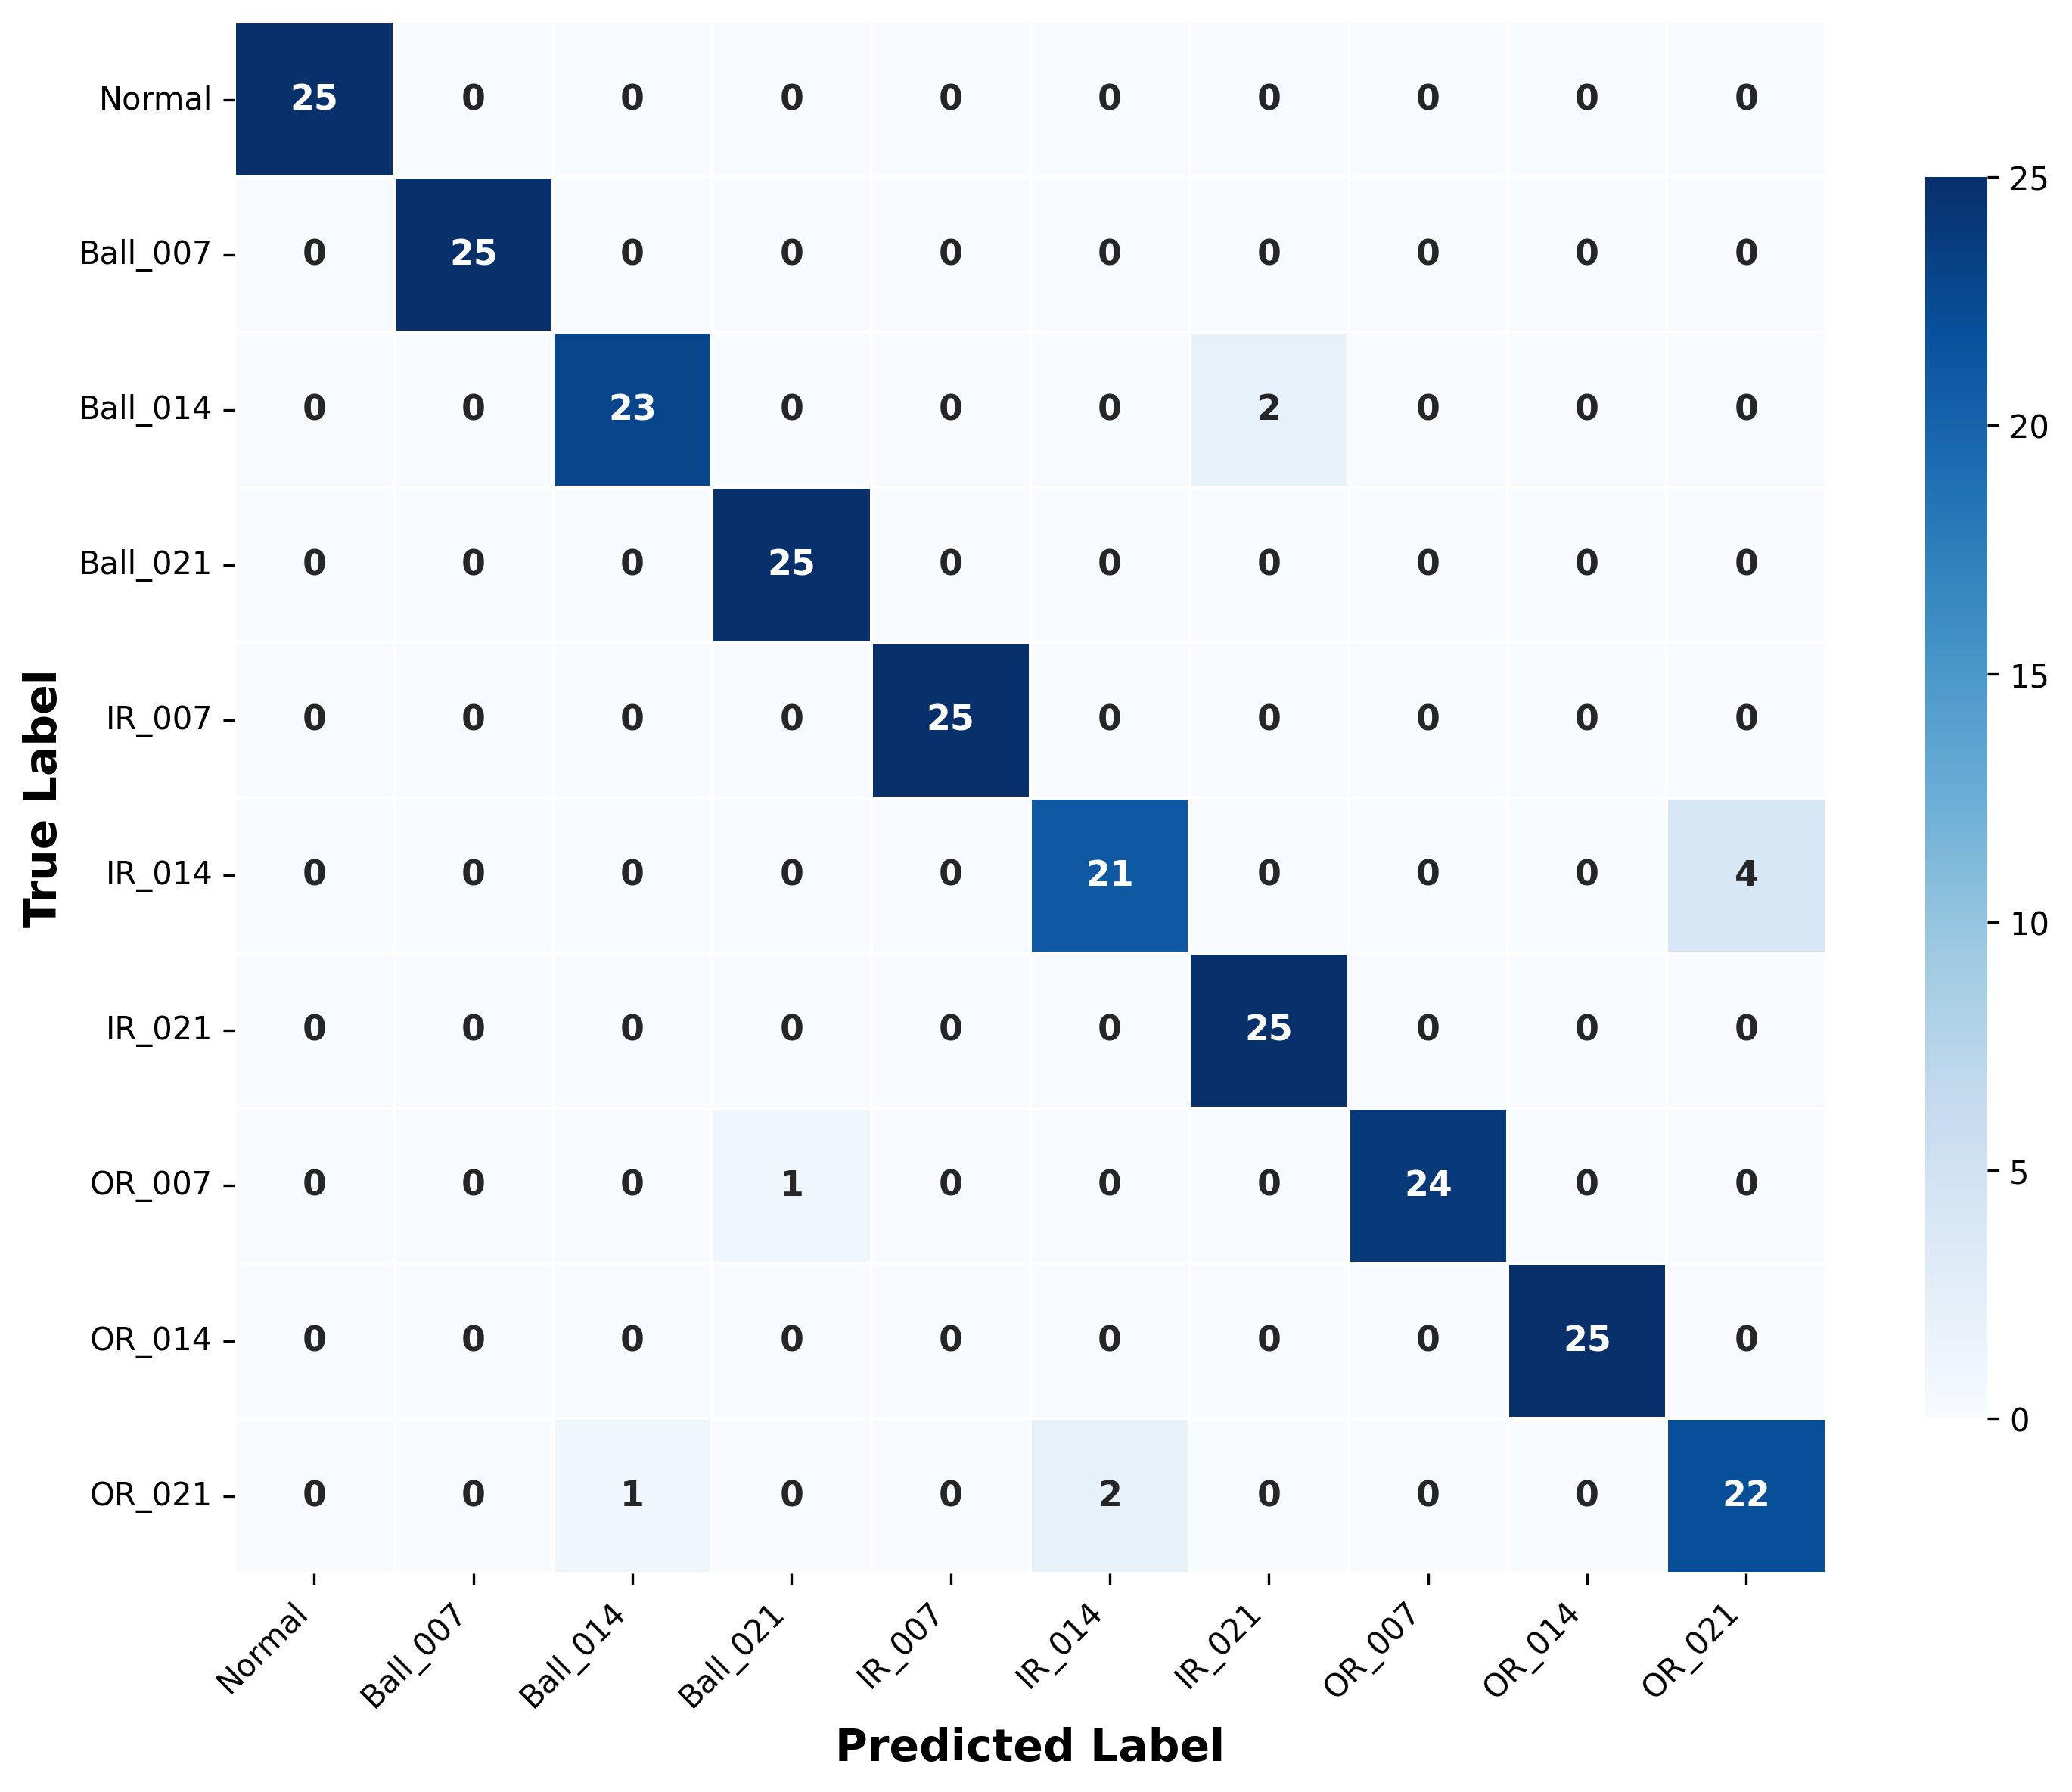 Normal 25 0 0 0 0 0 0 0 0 0
Ball_007 0 25 0 0 0 0 0 0 0 0
Ball_014 0 0 23 0 0 0 2 0 0 0
Ball_021 0 0 0 25 0 0 0 0 0 0
IR_007 0 0 0 0 25 0 0 0 0 0
IR_014 0 0 0 0 0 21 0 0 0 4
IR_021 0 0 0 0 0 0 25 0 0 0
OR_007 0 0 0 1 0 0 0 24 0 0
OR_014 0 0 0 0 0 0 0 0 25 0
OR_021 0 0 1 0 0 2 0 0 0 22
Normal Ball_007 Ball_014 Ball_021 IR_007 IR_014 IR_021 OR_007 OR_014 OR_021
Predicted Label
True Label
25
20
15
10
5
0